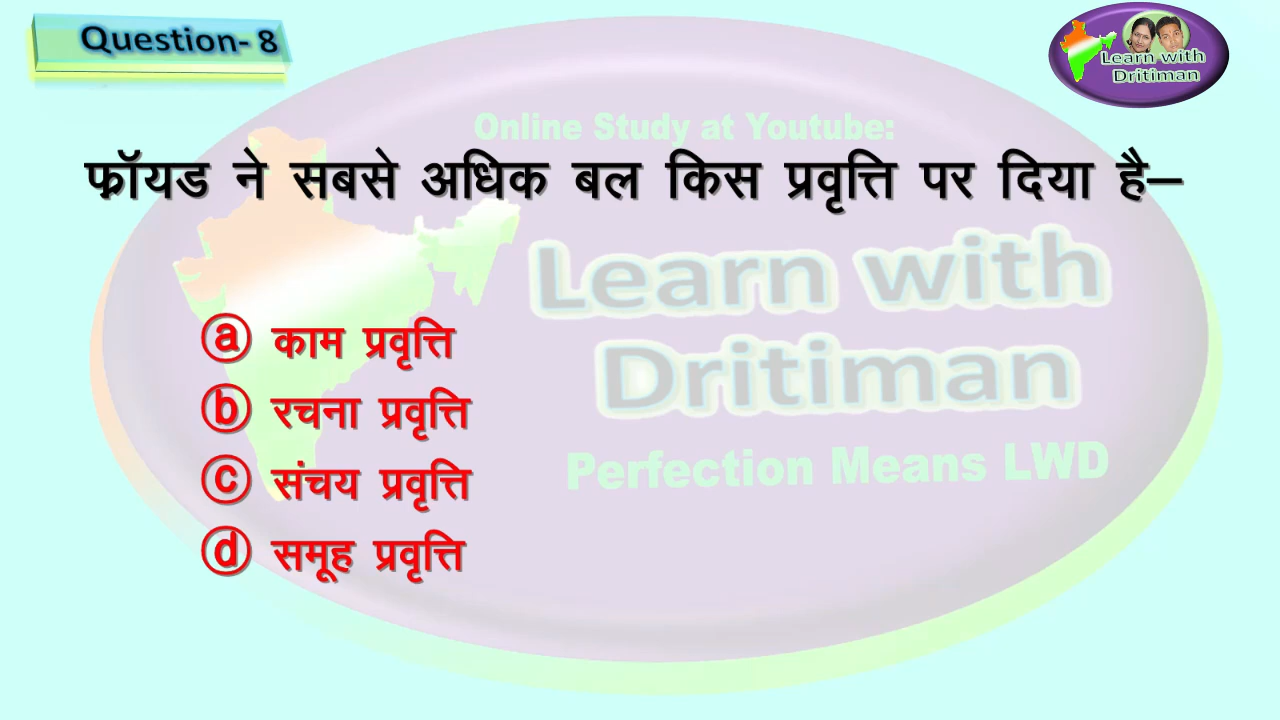 Question- 8
Learn with
Dritiman
Online Study at Youtube:
फ्रॉयड ने सबसे अधिक बल किस प्रवृत्ति पर दिया है–
Learn with
Dritiman
Perfection Means LWD
ⓐ काम प्रवृत्ति
ⓑ रचना प्रवृत्ति
ⓒ संचय प्रवृत्ति
ⓓ समूह प्रवृत्ति